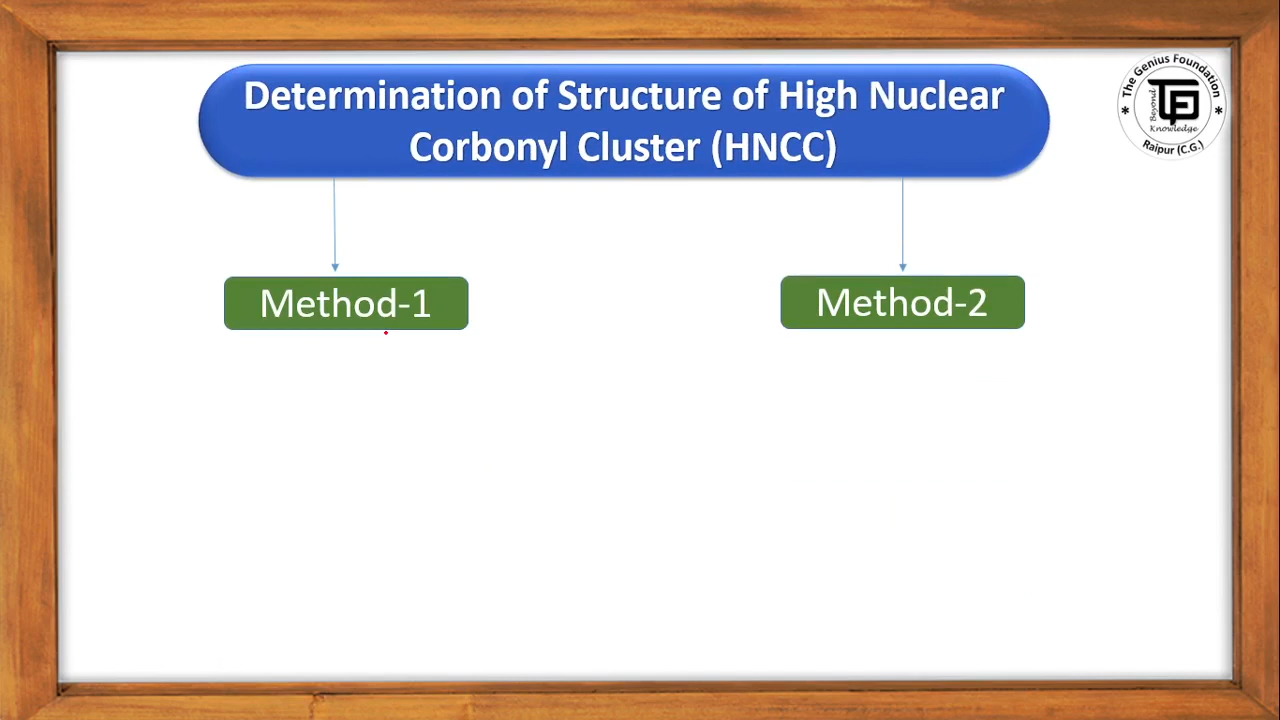 Determination of Structure of High Nuclear
Corbonyl Cluster (HNCC)
* The Genius Foundation *
Beyond
Knowledge
Raipur (C.G.)
Method-1
Method-2